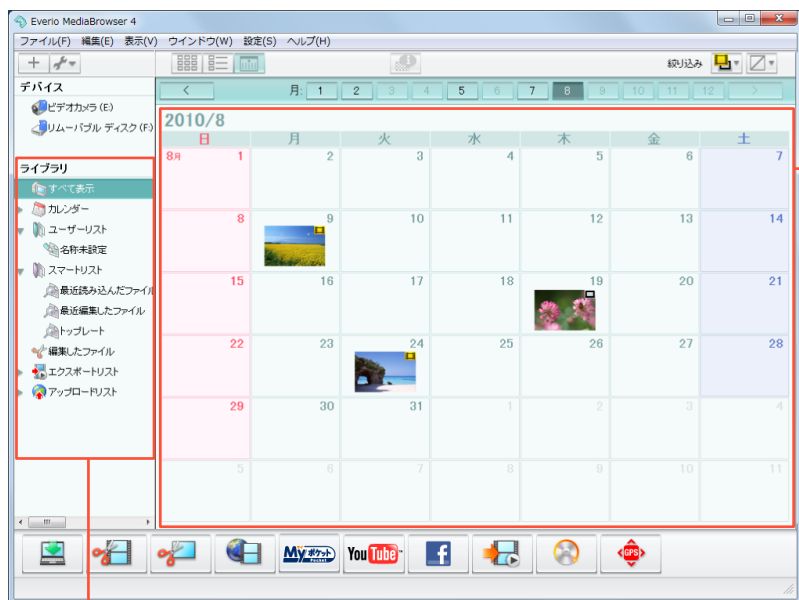 Everio MediaBrowser 4
ファイル(F) 編集(E) 表示(V) ウインドウ(W) 設定(S) ヘルプ(H)
絞り込み
デバイス
ビデオカメラ (E)
リムーバブル ディスク (F)
ライブラリ
すべて表示
カレンダー
ユーザーリスト
名称未設定
スマートリスト
最近読み込んだファイル
最近編集したファイル
トップレート
編集したファイル
エクスポートリスト
アップロードリスト
< 月: 1 2 3 4 5 6 7 8 9 10 11 12 >
2010/8
日 月 火 水 木 金 土
8月 1 2 3 4 5 6 7
8 9 10 11 12 13 14
15 16 17 18 19 20 21
22 23 24 25 26 27 28
29 30 31 1 2 3 4
5 6 7 8 9 10 11
Myポケット
Pocket
YouTube
f
GPS